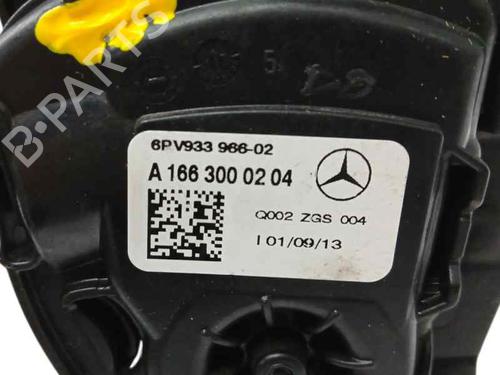 6PV933 966-02
A 166 300 02 04
Q002 ZGS 004
I 01/09/13
B-PARTS